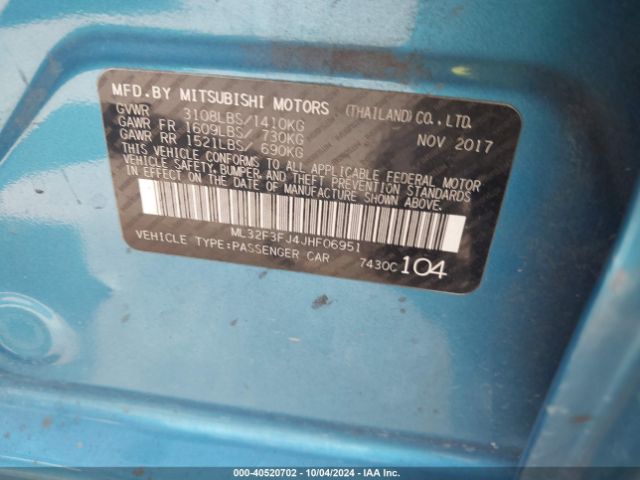 MFD. BY MITSUBISHI MOTORS (THAILAND) CO., LTD.
GVWR 3108LBS/1410KG NOV 2017
GAWR FR 1609LBS/ 730KG
GAWR RR 1521LBS/ 690KG
THIS VEHICLE CONFORMS TO ALL APPLICABLE FEDERAL MOTOR
VEHICLE SAFETY, BUMPER, AND THEFT PREVENTION STANDARDS
IN EFFECT ON THE DATE OF MANUFACTURE SHOWN ABOVE.
ML32F3FJ4JHF06951
VEHICLE TYPE:PASSENGER CAR 7430C104
000-40520702 - 10/04/2024 - IAA Inc.